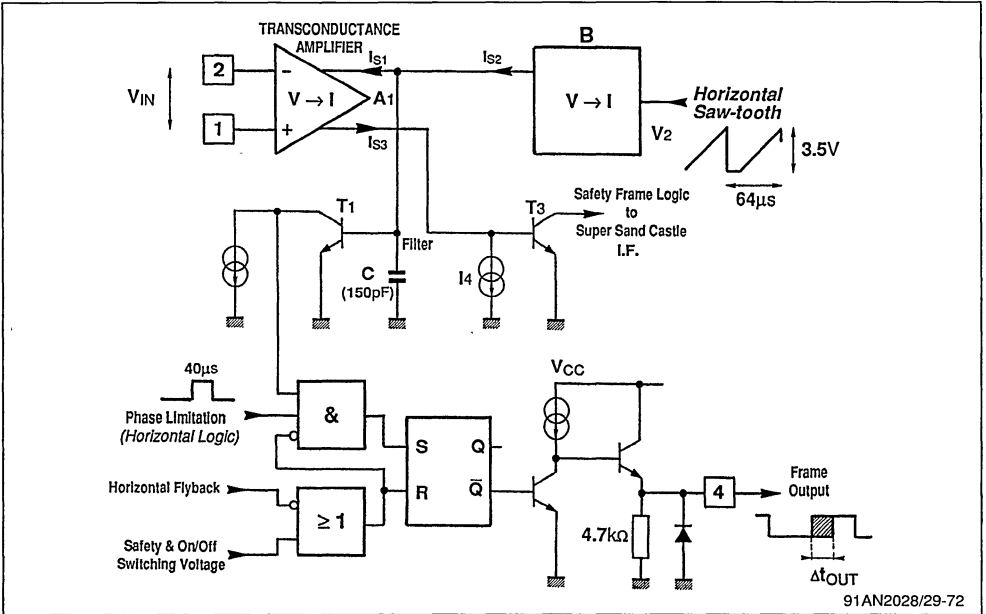 TRANSCONDUCTANCE
AMPLIFIER
B
2
IS1
IS2
VIN
−
V → I
A1
V → I
Horizontal
Saw-tooth
1
+
IS3
V2
3.5V
64μs
T1
T3
Safety Frame Logic
to
Super Sand Castle
I.F.
Filter
C
(150pF)
I4
40μs
VCC
Phase Limitation
(Horizontal Logic)
&
S
Q
Horizontal Flyback
R
Q̅
4
Frame
Output
≥ 1
4.7kΩ
Safety & On/Off
Switching Voltage
ΔtOUT
91AN2028/29-72